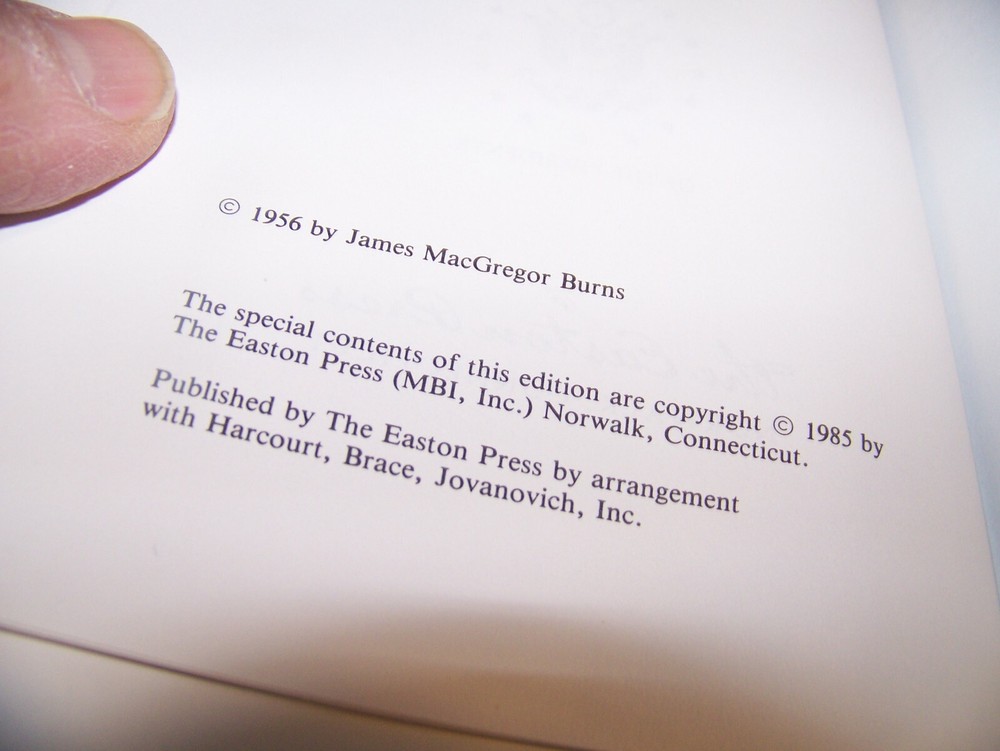 © 1956 by James MacGregor Burns
The special contents of this edition are copyright © 1985 by
The Easton Press (MBI, Inc.) Norwalk, Connecticut.
Published by The Easton Press by arrangement
with Harcourt, Brace, Jovanovich, Inc.